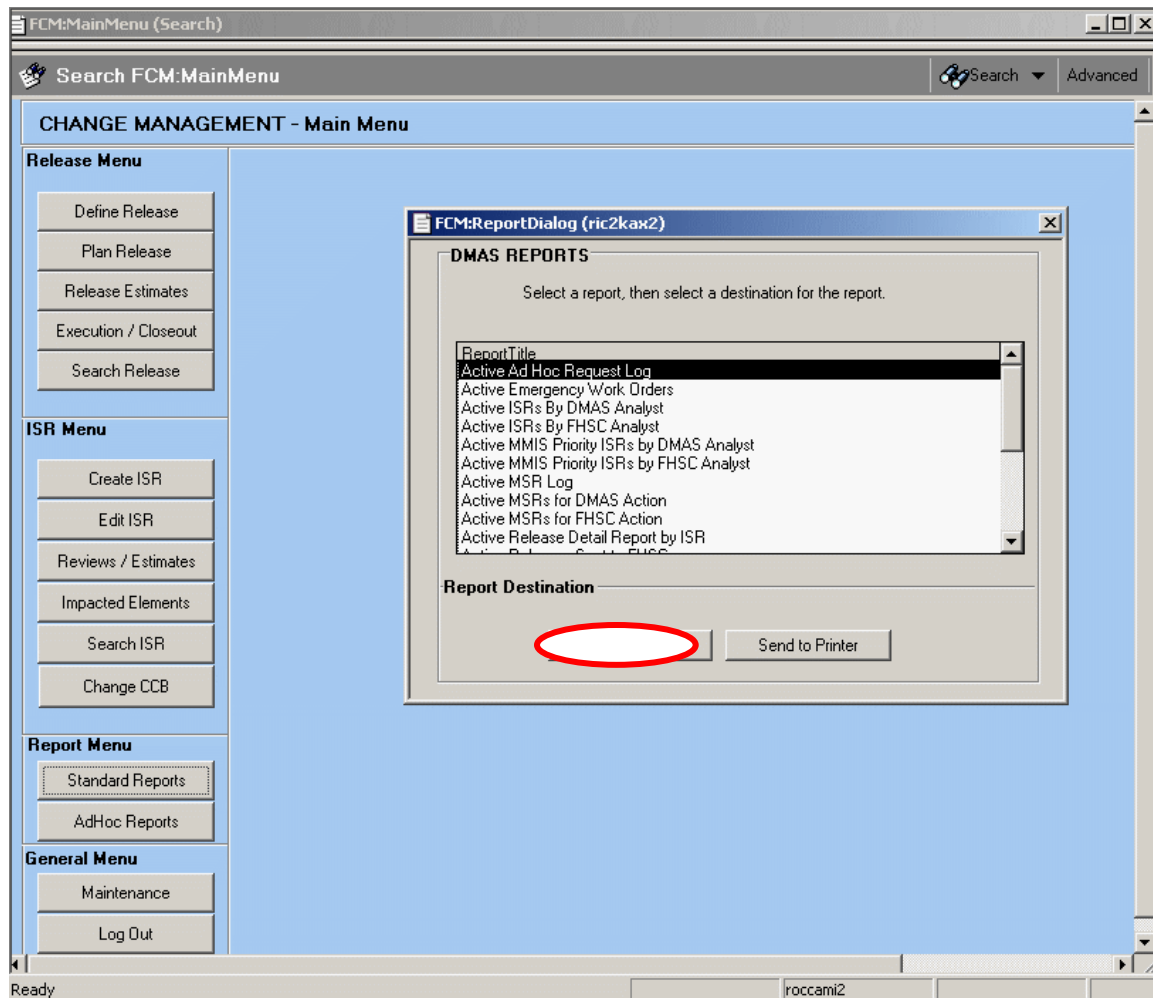 FCM:MainMenu (Search)
Search FCM:MainMenu
Search
Advanced
CHANGE MANAGEMENT - Main Menu
Release Menu
Define Release
Plan Release
Release Estimates
Execution / Closeout
Search Release
ISR Menu
Create ISR
Edit ISR
Reviews / Estimates
Impacted Elements
Search ISR
Change CCB
Report Menu
Standard Reports
AdHoc Reports
General Menu
Maintenance
Log Out
FCM:ReportDialog (ric2kax2)
DMAS REPORTS
Select a report, then select a destination for the report.
ReportTitle
Active Ad Hoc Request Log
Active Emergency Work Orders
Active ISRs By DMAS Analyst
Active ISRs By FHSC Analyst
Active MMIS Priority ISRs by DMAS Analyst
Active MMIS Priority ISRs by FHSC Analyst
Active MSR Log
Active MSRs for DMAS Action
Active MSRs for FHSC Action
Active Release Detail Report by ISR
Report Destination
Send to Printer
Ready
roccami2